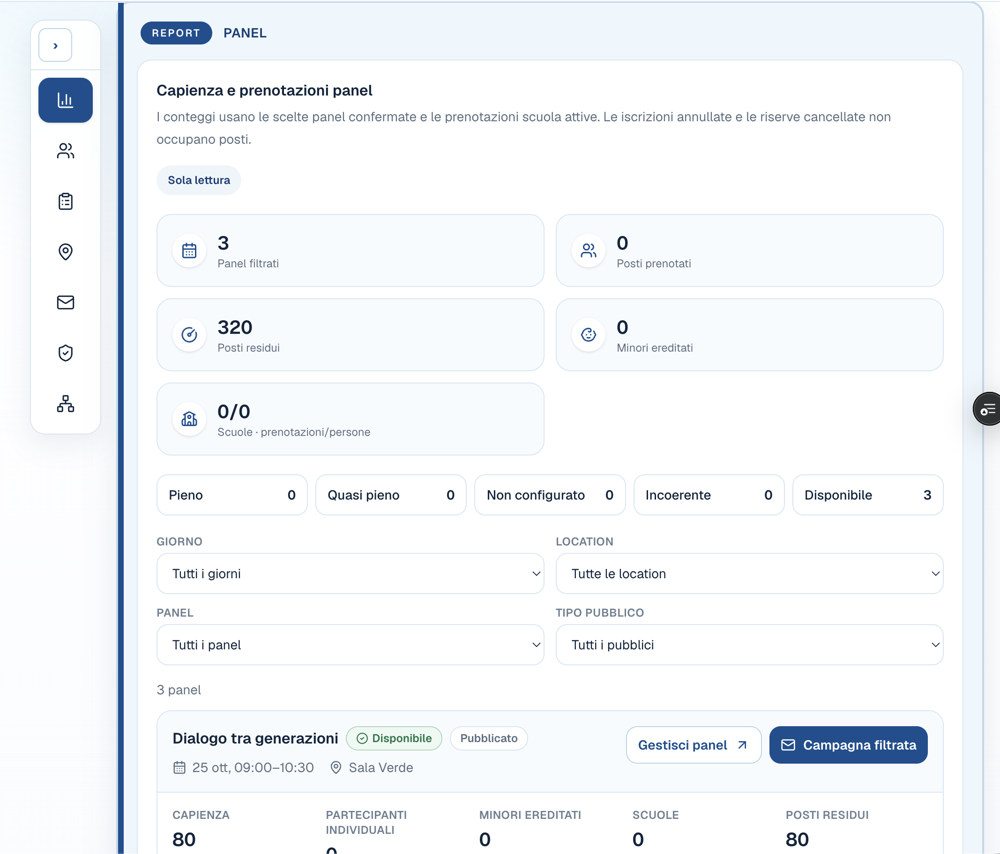 REPORT PANEL
Capienza e prenotazioni panel
I conteggi usano le scelte panel confermate e le prenotazioni scuola attive. Le iscrizioni annullate e le riserve cancellate non
occupano posti.
Sola lettura
3
Panel filtrati
0
Posti prenotati
320
Posti residui
0
Minori ereditati
0/0
Scuole · prenotazioni/persone
Pieno 0
Quasi pieno 0
Non configurato 0
Incoerente 0
Disponibile 3
GIORNO
Tutti i giorni
LOCATION
Tutte le location
PANEL
Tutti i panel
TIPO PUBBLICO
Tutti i pubblici
3 panel
Dialogo tra generazioni Disponibile Pubblicato
25 ott, 09:00–10:30 Sala Verde
Gestisci panel
Campagna filtrata
CAPIENZA
80
PARTECIPANTI
INDIVIDUALI
0
MINORI EREDITATI
0
SCUOLE
0
POSTI RESIDUI
80